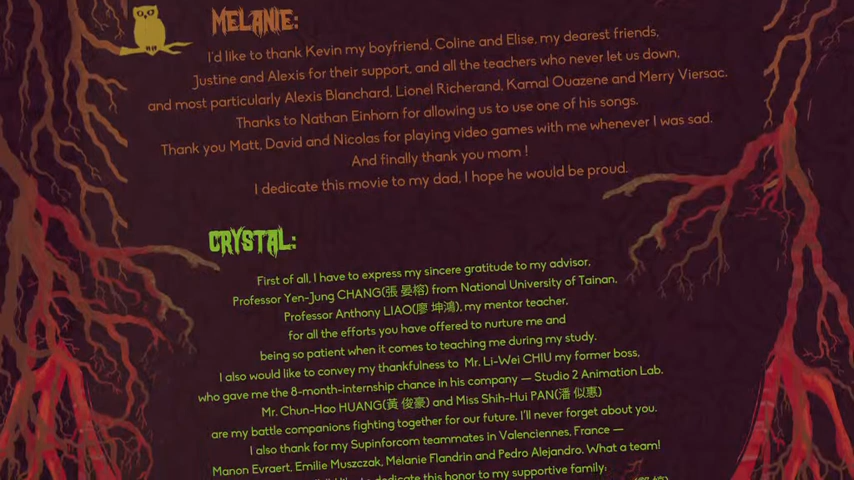 MELANIE:
I'd like to thank Kevin my boyfriend, Coline and Elise, my dearest friends,
Justine and Alexis for their support, and all the teachers who never let us down,
and most particularly Alexis Blanchard, Lionel Richerand, Kamal Ouazene and Merry Viersac.
Thanks to Nathan Einhorn for allowing us to use one of his songs.
Thank you Matt, David and Nicolas for playing video games with me whenever I was sad.
And finally thank you mom !
I dedicate this movie to my dad, I hope he would be proud.
CRYSTAL:
First of all, I have to express my sincere gratitude to my advisor,
Professor Yen-Jung CHANG(張 晏榕) from National University of Tainan,
Professor Anthony LIAO(廖 坤鴻), my mentor teacher,
for all the efforts you have offered to nurture me and
being so patient when it comes to teaching me during my study.
I also would like to convey my thankfulness to Mr. Li-Wei CHIU my former boss,
who gave me the 8-month-internship chance in his company — Studio 2 Animation Lab.
Mr. Chun-Hao HUANG(黃 俊豪) and Miss Shih-Hui PAN(潘 似惠)
are my battle companions fighting together for our future. I'll never forget about you.
I also thank for my Supinforcom teammates in Valenciennes, France —
Manon Evraert, Emilie Muszczak, Mélanie Flandrin and Pedro Alejandro. What a team!
dedicate this honor to my supportive family: